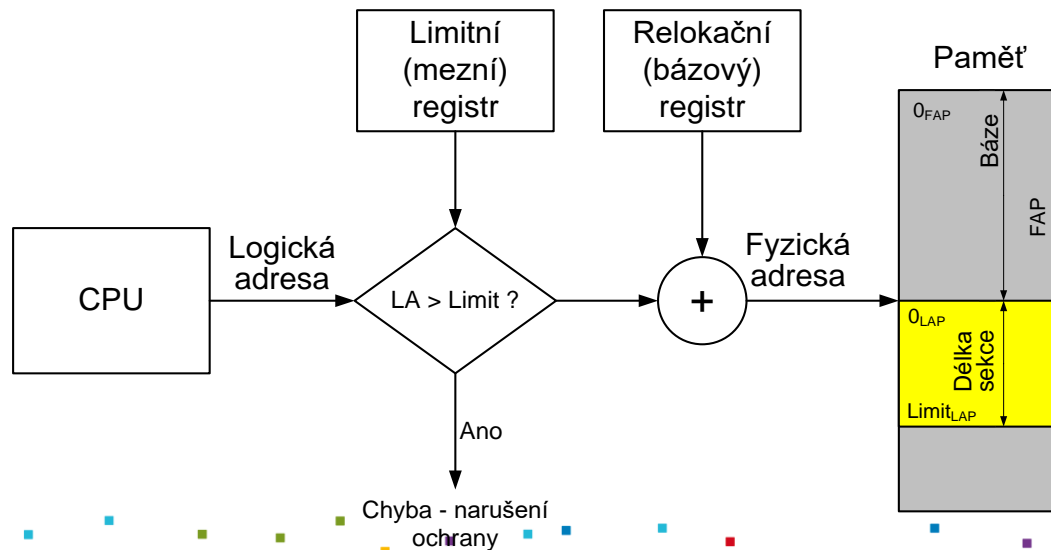 Limitní
(mezní)
registr
Relokační
(bázový)
registr
Paměť
0FAP
Báze
FAP
CPU
Logická
adresa
LA > Limit ?
+
Fyzická
adresa
0LAP
Délka
sekce
LimitLAP
Ano
Chyba - narušení
ochrany